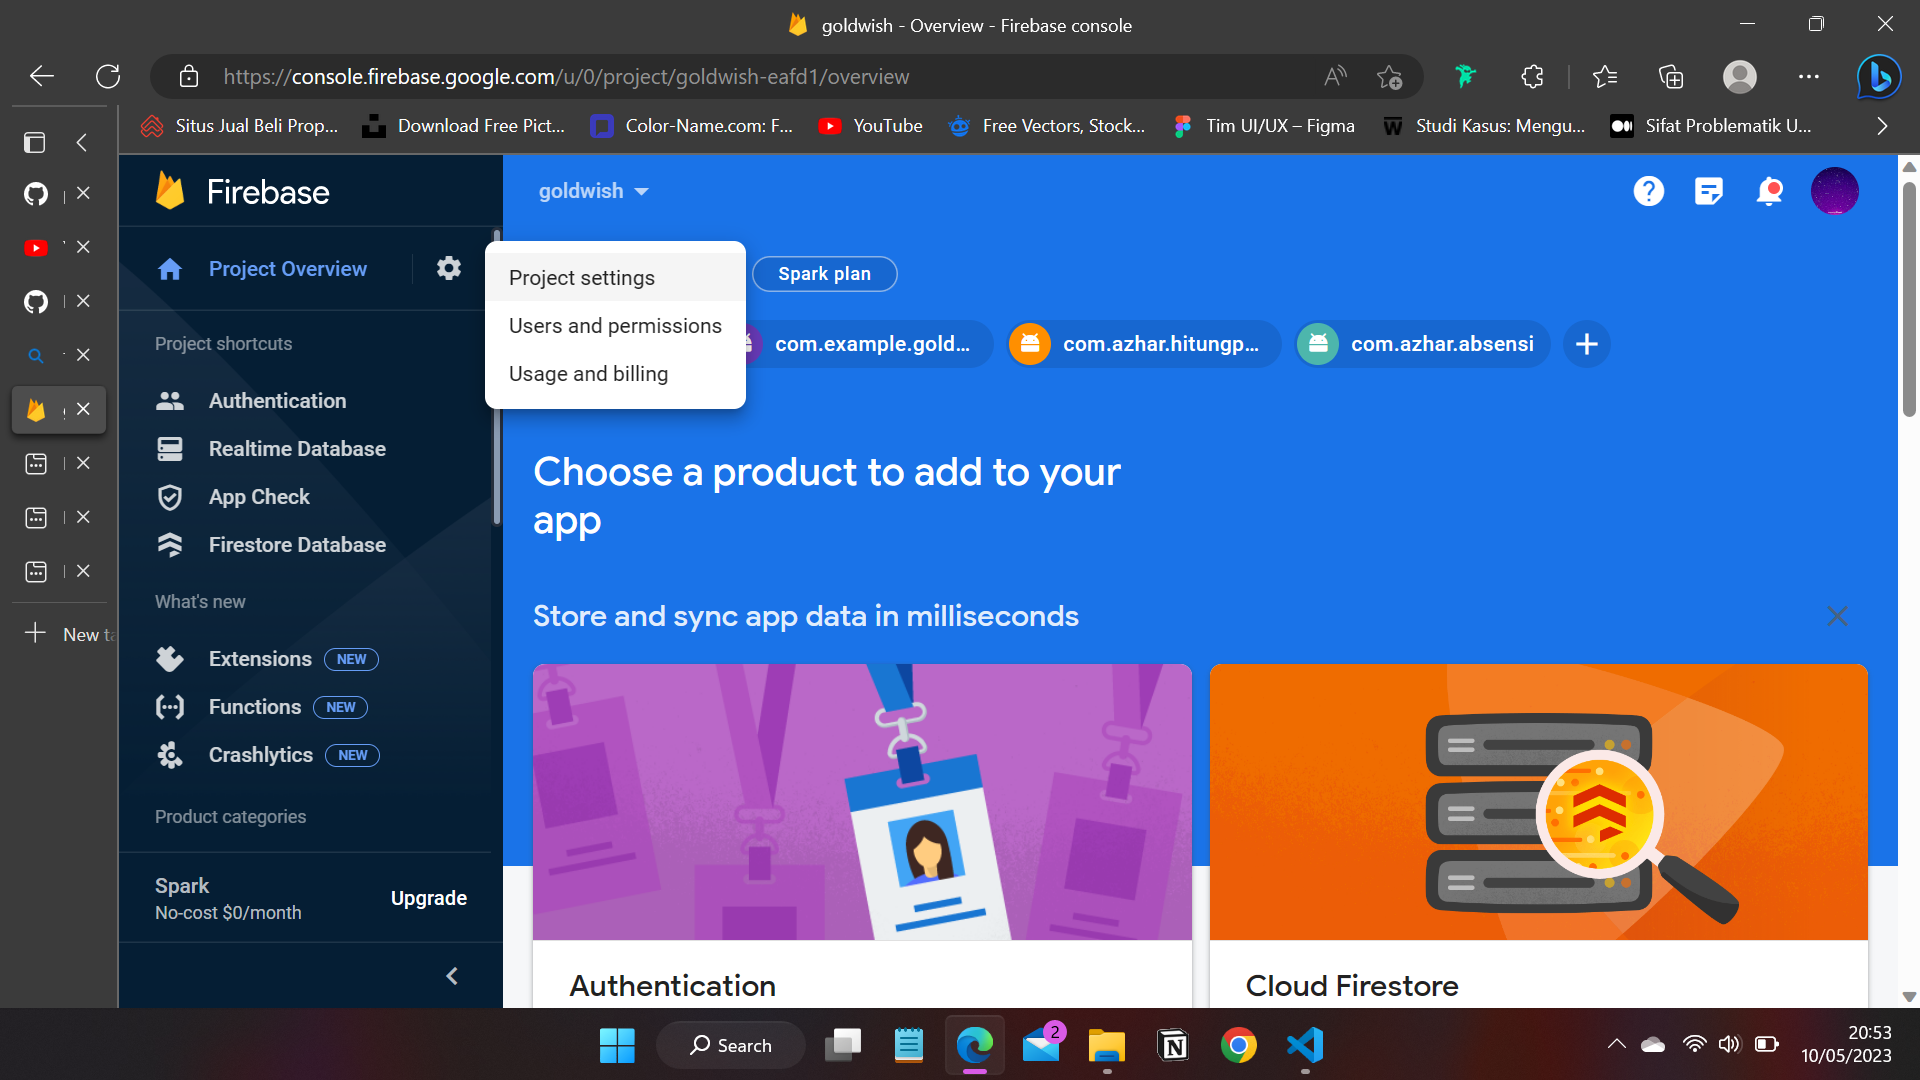 goldwish - Overview - Firebase console
https://console.firebase.google.com/u/0/project/goldwish-eafd1/overview
Situs Jual Beli Prop...
Download Free Pict...
Color-Name.com: F...
YouTube
Free Vectors, Stock...
Tim UI/UX – Figma
Studi Kasus: Mengu...
Sifat Problematik U...
New ta
Firebase
Project Overview
Project shortcuts
Authentication
Realtime Database
App Check
Firestore Database
What's new
Extensions NEW
Functions NEW
Crashlytics NEW
Product categories
Spark
No-cost $0/month
Upgrade
goldwish
Project settings
Users and permissions
Usage and billing
Spark plan
com.example.gold...
com.azhar.hitungp...
com.azhar.absensi
Choose a product to add to your
app
Store and sync app data in milliseconds
Authentication
Cloud Firestore
Search
2
20:53
10/05/2023